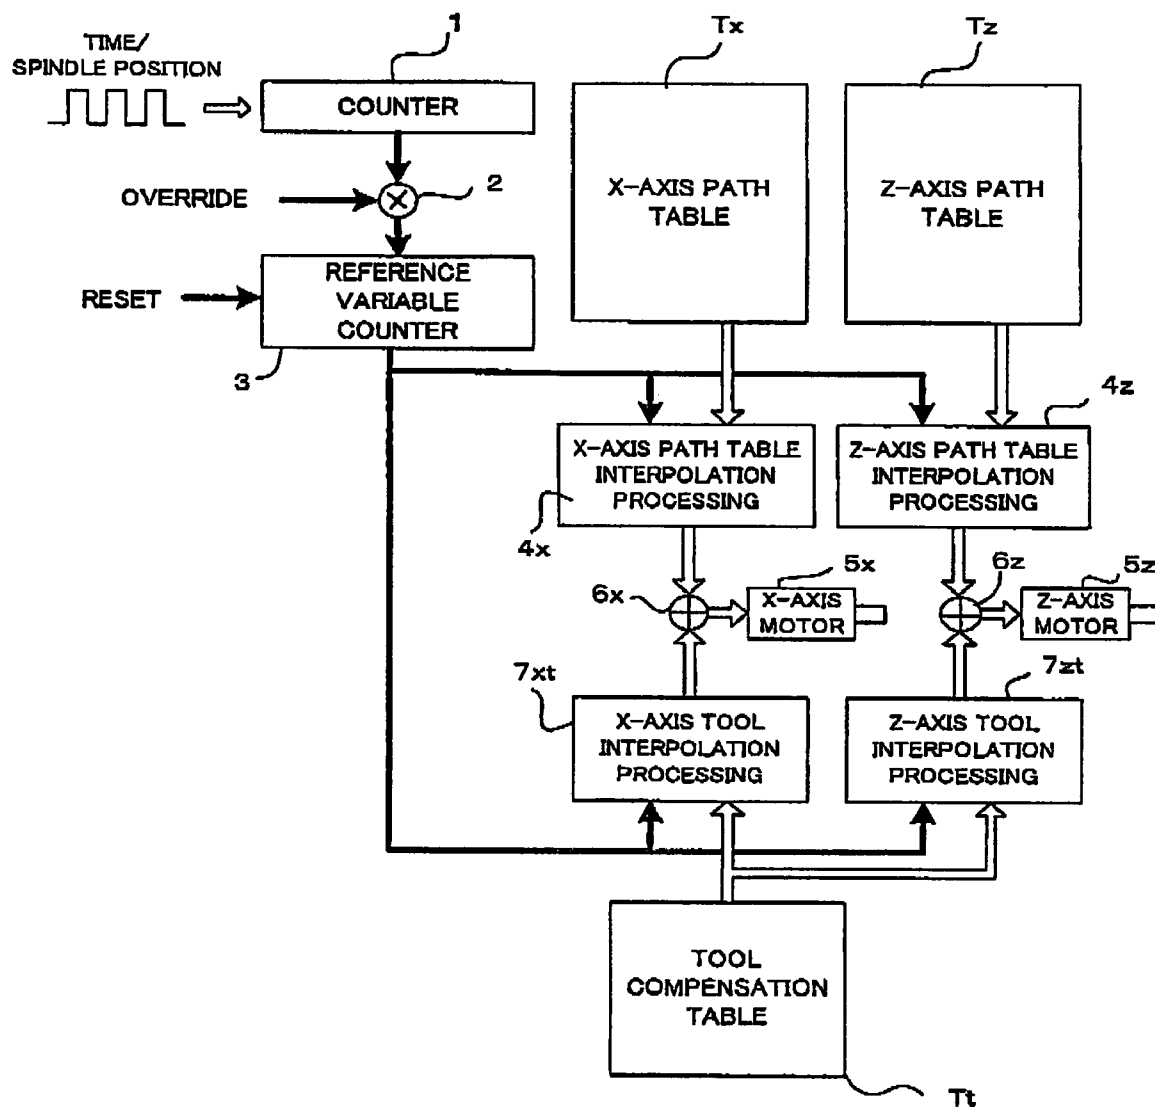 TIME/
SPINDLE POSITION
1
COUNTER
Tx
Tz
OVERRIDE
2
X-AXIS PATH
TABLE
Z-AXIS PATH
TABLE
RESET
REFERENCE
VARIABLE
COUNTER
3
4z
X-AXIS PATH TABLE
INTERPOLATION
PROCESSING
Z-AXIS PATH TABLE
INTERPOLATION
PROCESSING
4x
5x
6z
5z
6x
X-AXIS
MOTOR
Z-AXIS
MOTOR
7xt
7zt
X-AXIS TOOL
INTERPOLATION
PROCESSING
Z-AXIS TOOL
INTERPOLATION
PROCESSING
TOOL
COMPENSATION
TABLE
Tt